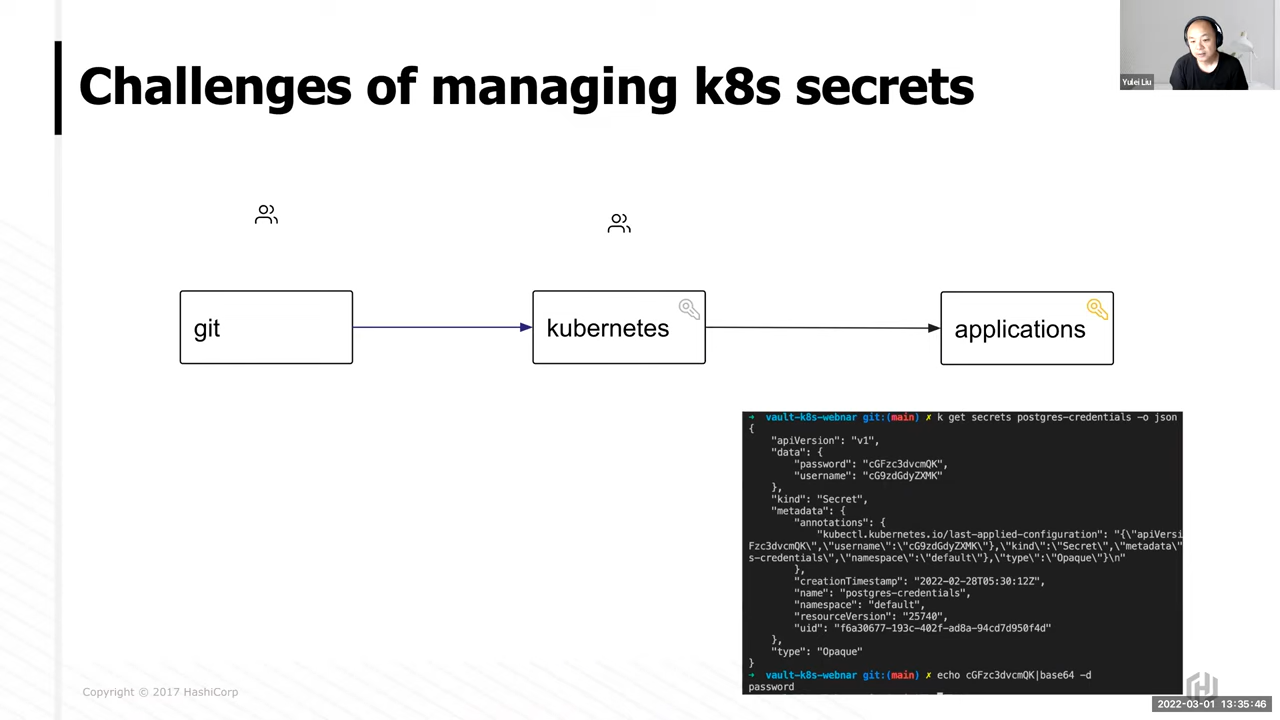 Challenges of managing k8s secrets
Yulei Liu
git
kubernetes
applications
→ vault-k8s-webnar git:(main) ✗ k get secrets postgres-credentials -o json
{
"apiVersion": "v1",
"data": {
"password": "cGFzc3dvcmQK",
"username": "cG9zdGdyZXMK"
},
"kind": "Secret",
"metadata": {
"annotations": {
"kubectl.kubernetes.io/last-applied-configuration": "{\"apiVersi
Fzc3dvcmQK\",\"username\":\"cG9zdGdyZXMK\"},\"kind\":\"Secret\",\"metadata\"
s-credentials\",\"namespace\":\"default\"},\"type\":\"Opaque\"}\n"
},
"creationTimestamp": "2022-02-28T05:30:12Z",
"name": "postgres-credentials",
"namespace": "default",
"resourceVersion": "25740",
"uid": "f6a30677-193c-402f-ad8a-94cd7d950f4d"
},
"type": "Opaque"
}
→ vault-k8s-webnar git:(main) ✗ echo cGFzc3dvcmQK|base64 -d
password
Copyright © 2017 HashiCorp
2022-03-01 13:35:46